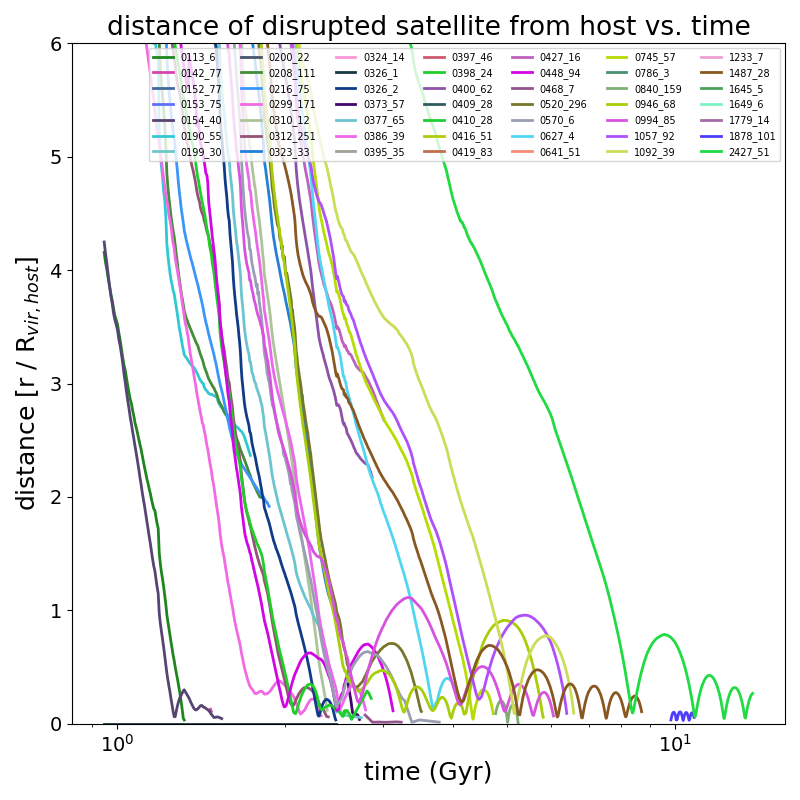 distance of disrupted satellite from host vs. time
0113_6 0200_22 0324_14 0397_46 0427_16 0745_57 1233_7
0142_77 0208_111 0326_1 0398_24 0448_94 0786_3 1487_28
0152_77 0216_75 0326_2 0400_62 0468_7 0840_159 1645_5
0153_75 0299_171 0373_57 0409_28 0520_296 0946_68 1649_6
0154_40 0310_12 0377_65 0410_28 0570_6 0994_85 1779_14
0190_55 0312_251 0386_39 0416_51 0627_4 1057_92 1878_101
0199_30 0323_33 0395_35 0419_83 0641_51 1092_39 2427_51
6
5
4
3
2
1
0
distance [r / R_{vir,host}]
10^0 10^1
time (Gyr)